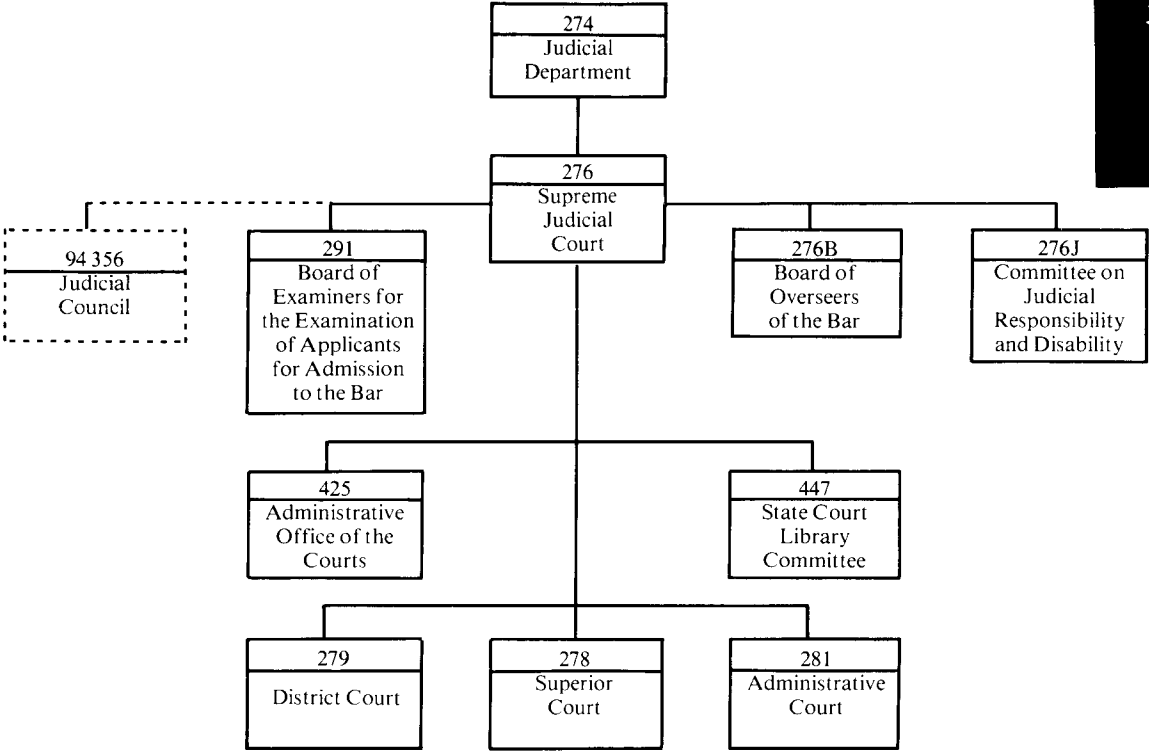 274
Judicial
Department
276
Supreme
Judicial
Court
94 356
Judicial
Council
291
Board of
Examiners for
the Examination
of Applicants
for Admission
to the Bar
276B
Board of
Overseers
of the Bar
276J
Committee on
Judicial
Responsibility
and Disability
425
Administrative
Office of the
Courts
447
State Court
Library
Committee
279
District Court
278
Superior
Court
281
Administrative
Court